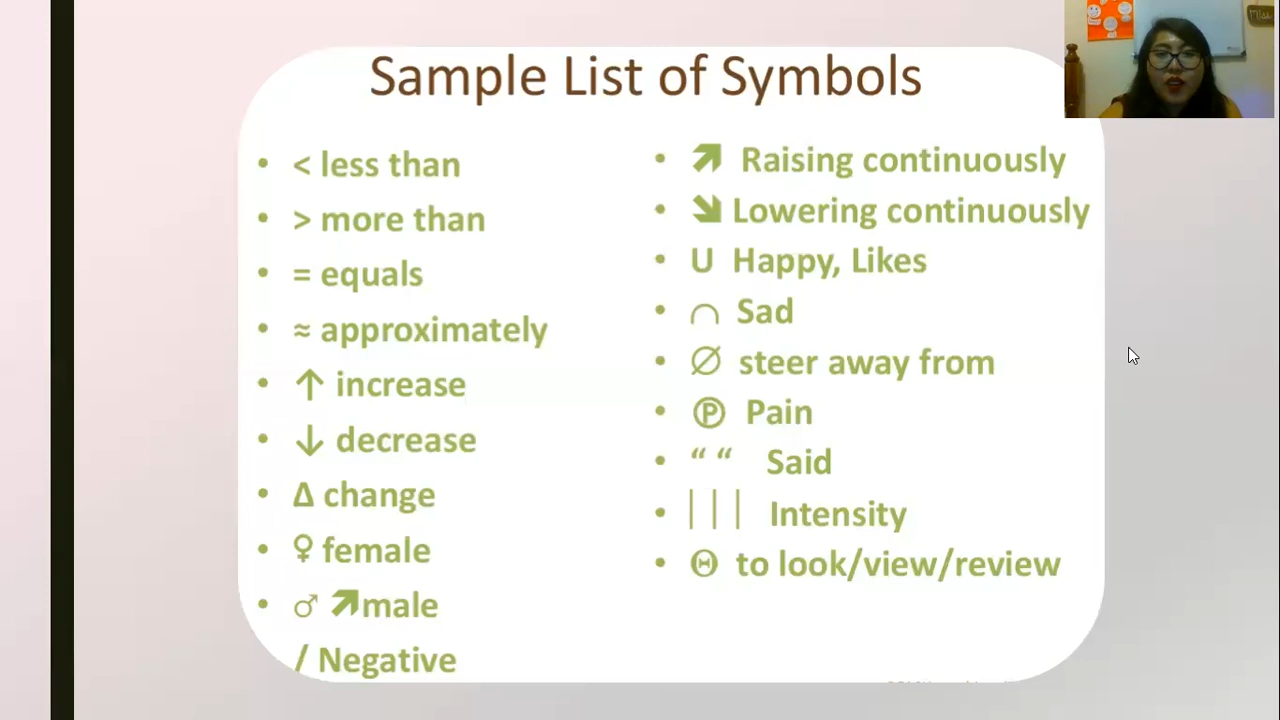 Sample List of Symbols
• < less than
• > more than
• = equals
• ≈ approximately
• ↑ increase
• ↓ decrease
• Δ change
• ♀ female
• ♂ 🡽male
/ Negative
• 🡽 Raising continuously
• 🡾 Lowering continuously
• U Happy, Likes
• ∩ Sad
• ∅ steer away from
• Ⓟ Pain
• “ “ Said
• │││ Intensity
• Θ to look/view/review